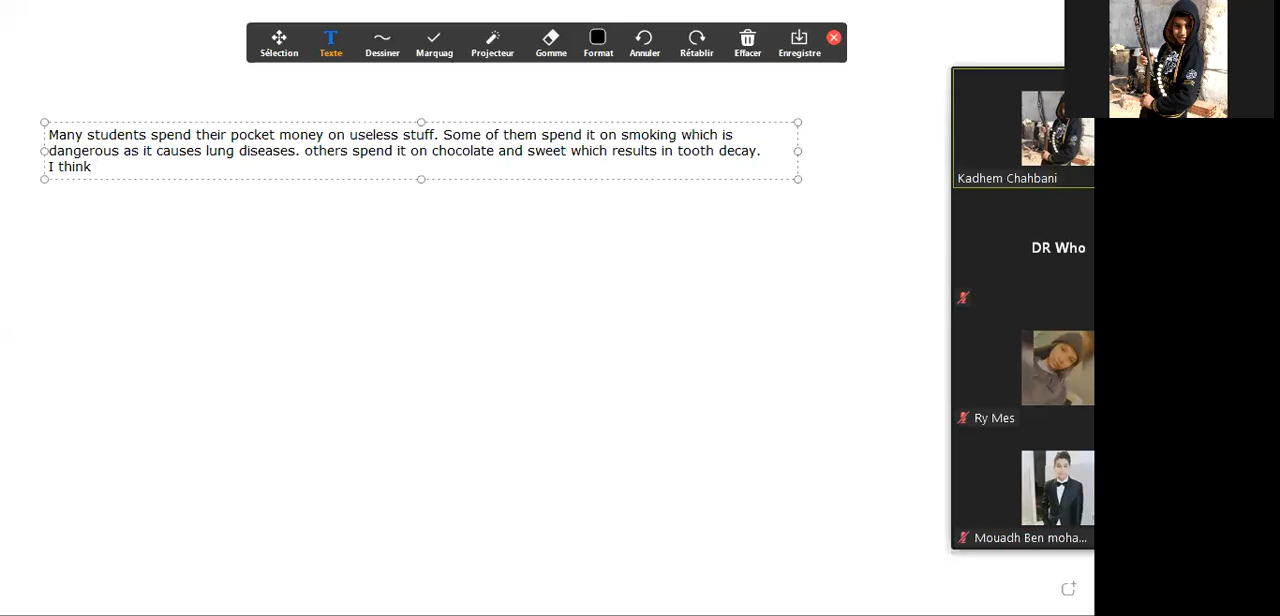 Sélection Texte Dessiner Marquag Projecteur Gomme Format Annuler Rétablir Effacer Enregistre
Many students spend their pocket money on useless stuff. Some of them spend it on smoking which is
dangerous as it causes lung diseases. others spend it on chocolate and sweet which results in tooth decay.
I think
Kadhem Chahbani
DR Who
Ry Mes
Mouadh Ben moha...